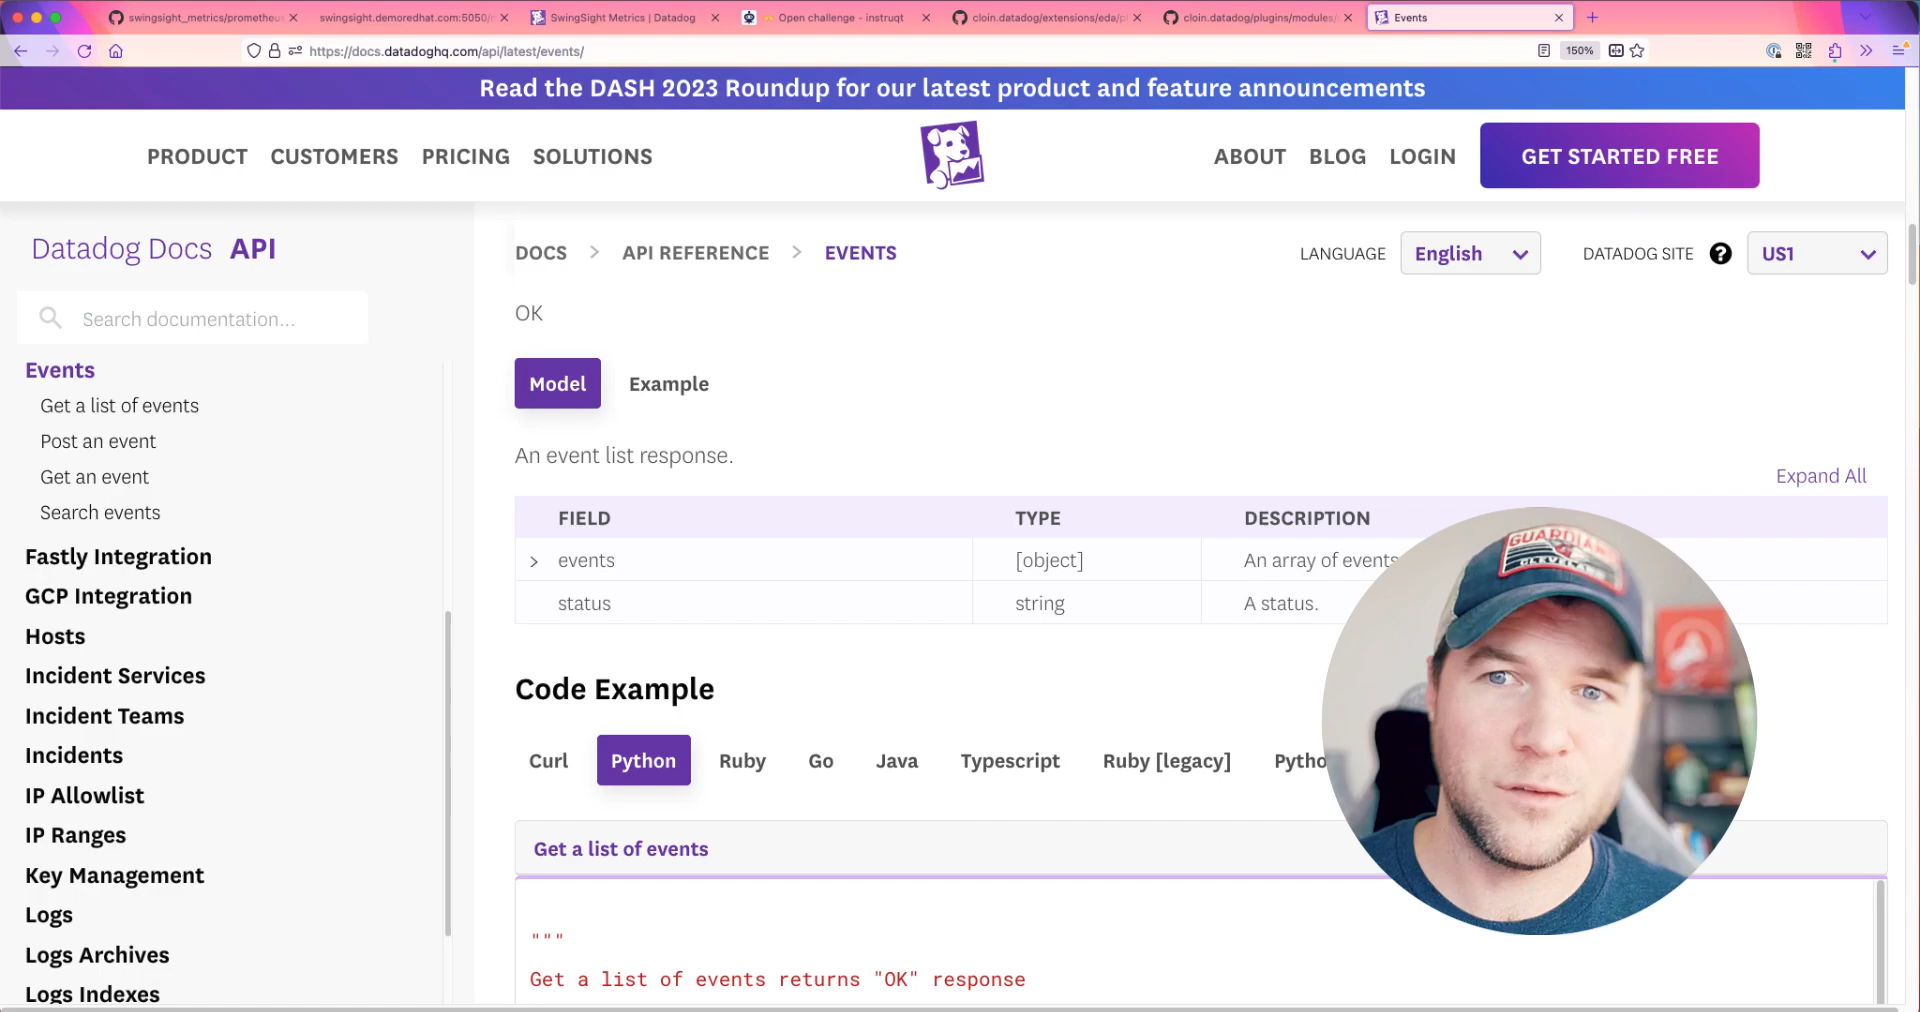 swingsight_metrics/prometheus
swingsight.demoredhat.com:5050/
SwingSight Metrics | Datadog
Open challenge - instruqt
cloin.datadog/extensions/eda/
cloin.datadog/plugins/modules/
Events
https://docs.datadoghq.com/api/latest/events/
150%
Read the DASH 2023 Roundup for our latest product and feature announcements
PRODUCT CUSTOMERS PRICING SOLUTIONS
ABOUT BLOG LOGIN GET STARTED FREE
Datadog Docs API
Search documentation...
Events
Get a list of events
Post an event
Get an event
Search events
Fastly Integration
GCP Integration
Hosts
Incident Services
Incident Teams
Incidents
IP Allowlist
IP Ranges
Key Management
Logs
Logs Archives
Logs Indexes
DOCS > API REFERENCE > EVENTS
LANGUAGE English
DATADOG SITE ? US1
OK
Model Example
An event list response.
Expand All
FIELD TYPE DESCRIPTION
> events [object] An array of events
status string A status.
Code Example
Curl Python Ruby Go Java Typescript Ruby [legacy] Pytho
Get a list of events
"""
Get a list of events returns "OK" response
GUARDIANS
CLEVELAND